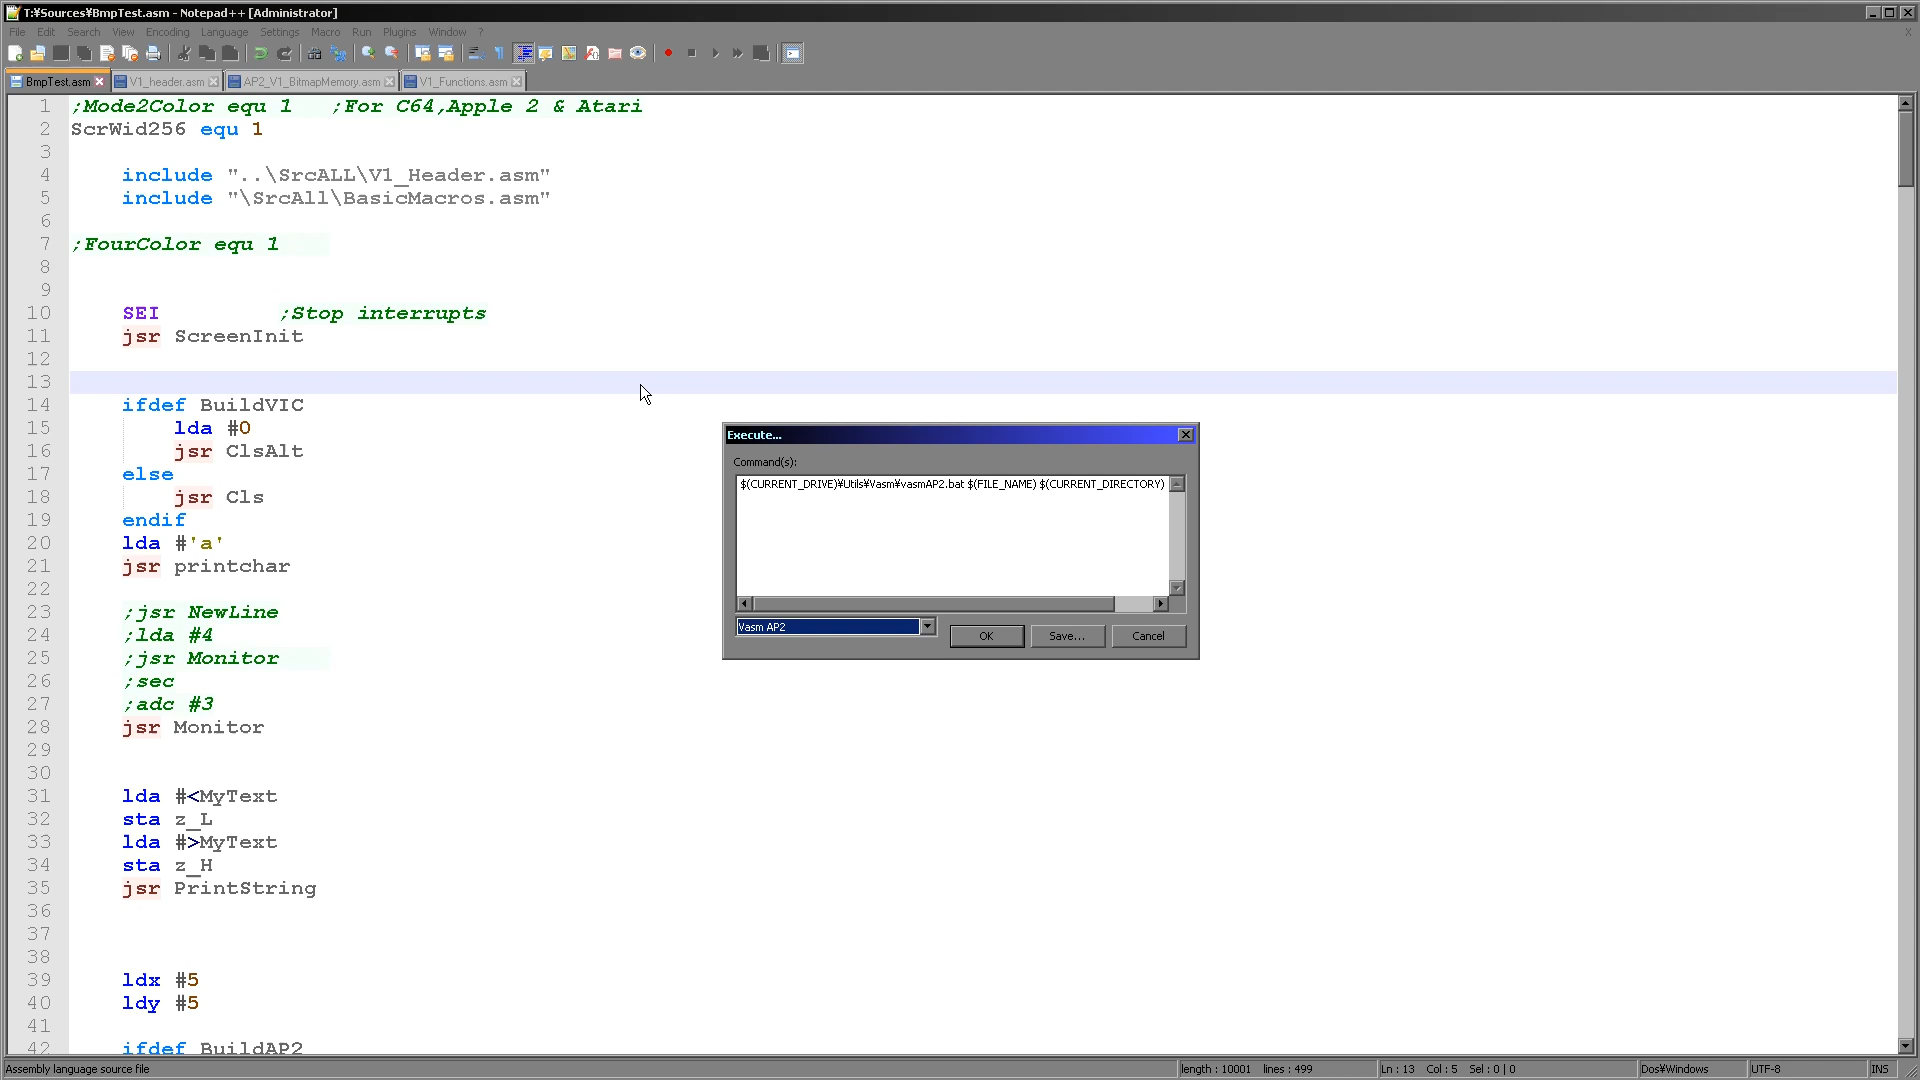 T:¥Sources¥BmpTest.asm - Notepad++ [Administrator]
File Edit Search View Encoding Language Settings Macro Run Plugins Window ? X
BmpTest.asm V1_header.asm AP2_V1_BitmapMemory.asm V1_Functions.asm
1 ;Mode2Color equ 1 ;For C64,Apple 2 & Atari
2 ScrWid256 equ 1
3
4 include "..\SrcALL\V1_Header.asm"
5 include "\SrcAll\BasicMacros.asm"
6
7 ;FourColor equ 1
8
9
10 SEI ;Stop interrupts
11 jsr ScreenInit
12
13
14 ifdef BuildVIC
15 lda #0
16 jsr ClsAlt
17 else
18 jsr Cls
19 endif
20 lda #'a'
21 jsr printchar
22
23 ;jsr NewLine
24 ;lda #4
25 ;jsr Monitor
26 ;sec
27 ;adc #3
28 jsr Monitor
29
30
31 lda #<MyText
32 sta z_L
33 lda #>MyText
34 sta z_H
35 jsr PrintString
36
37
38
39 ldx #5
40 ldy #5
41
42 ifdef BuildAP2
Execute...
Command(s):
$(CURRENT_DRIVE)¥Utils¥Vasm¥vasmAP2.bat $(FILE_NAME) $(CURRENT_DIRECTORY)
Vasm AP2
OK Save... Cancel
Assembly language source file length : 10001 lines : 499 Ln : 13 Col : 5 Sel : 0 | 0 Dos¥Windows UTF-8 INS